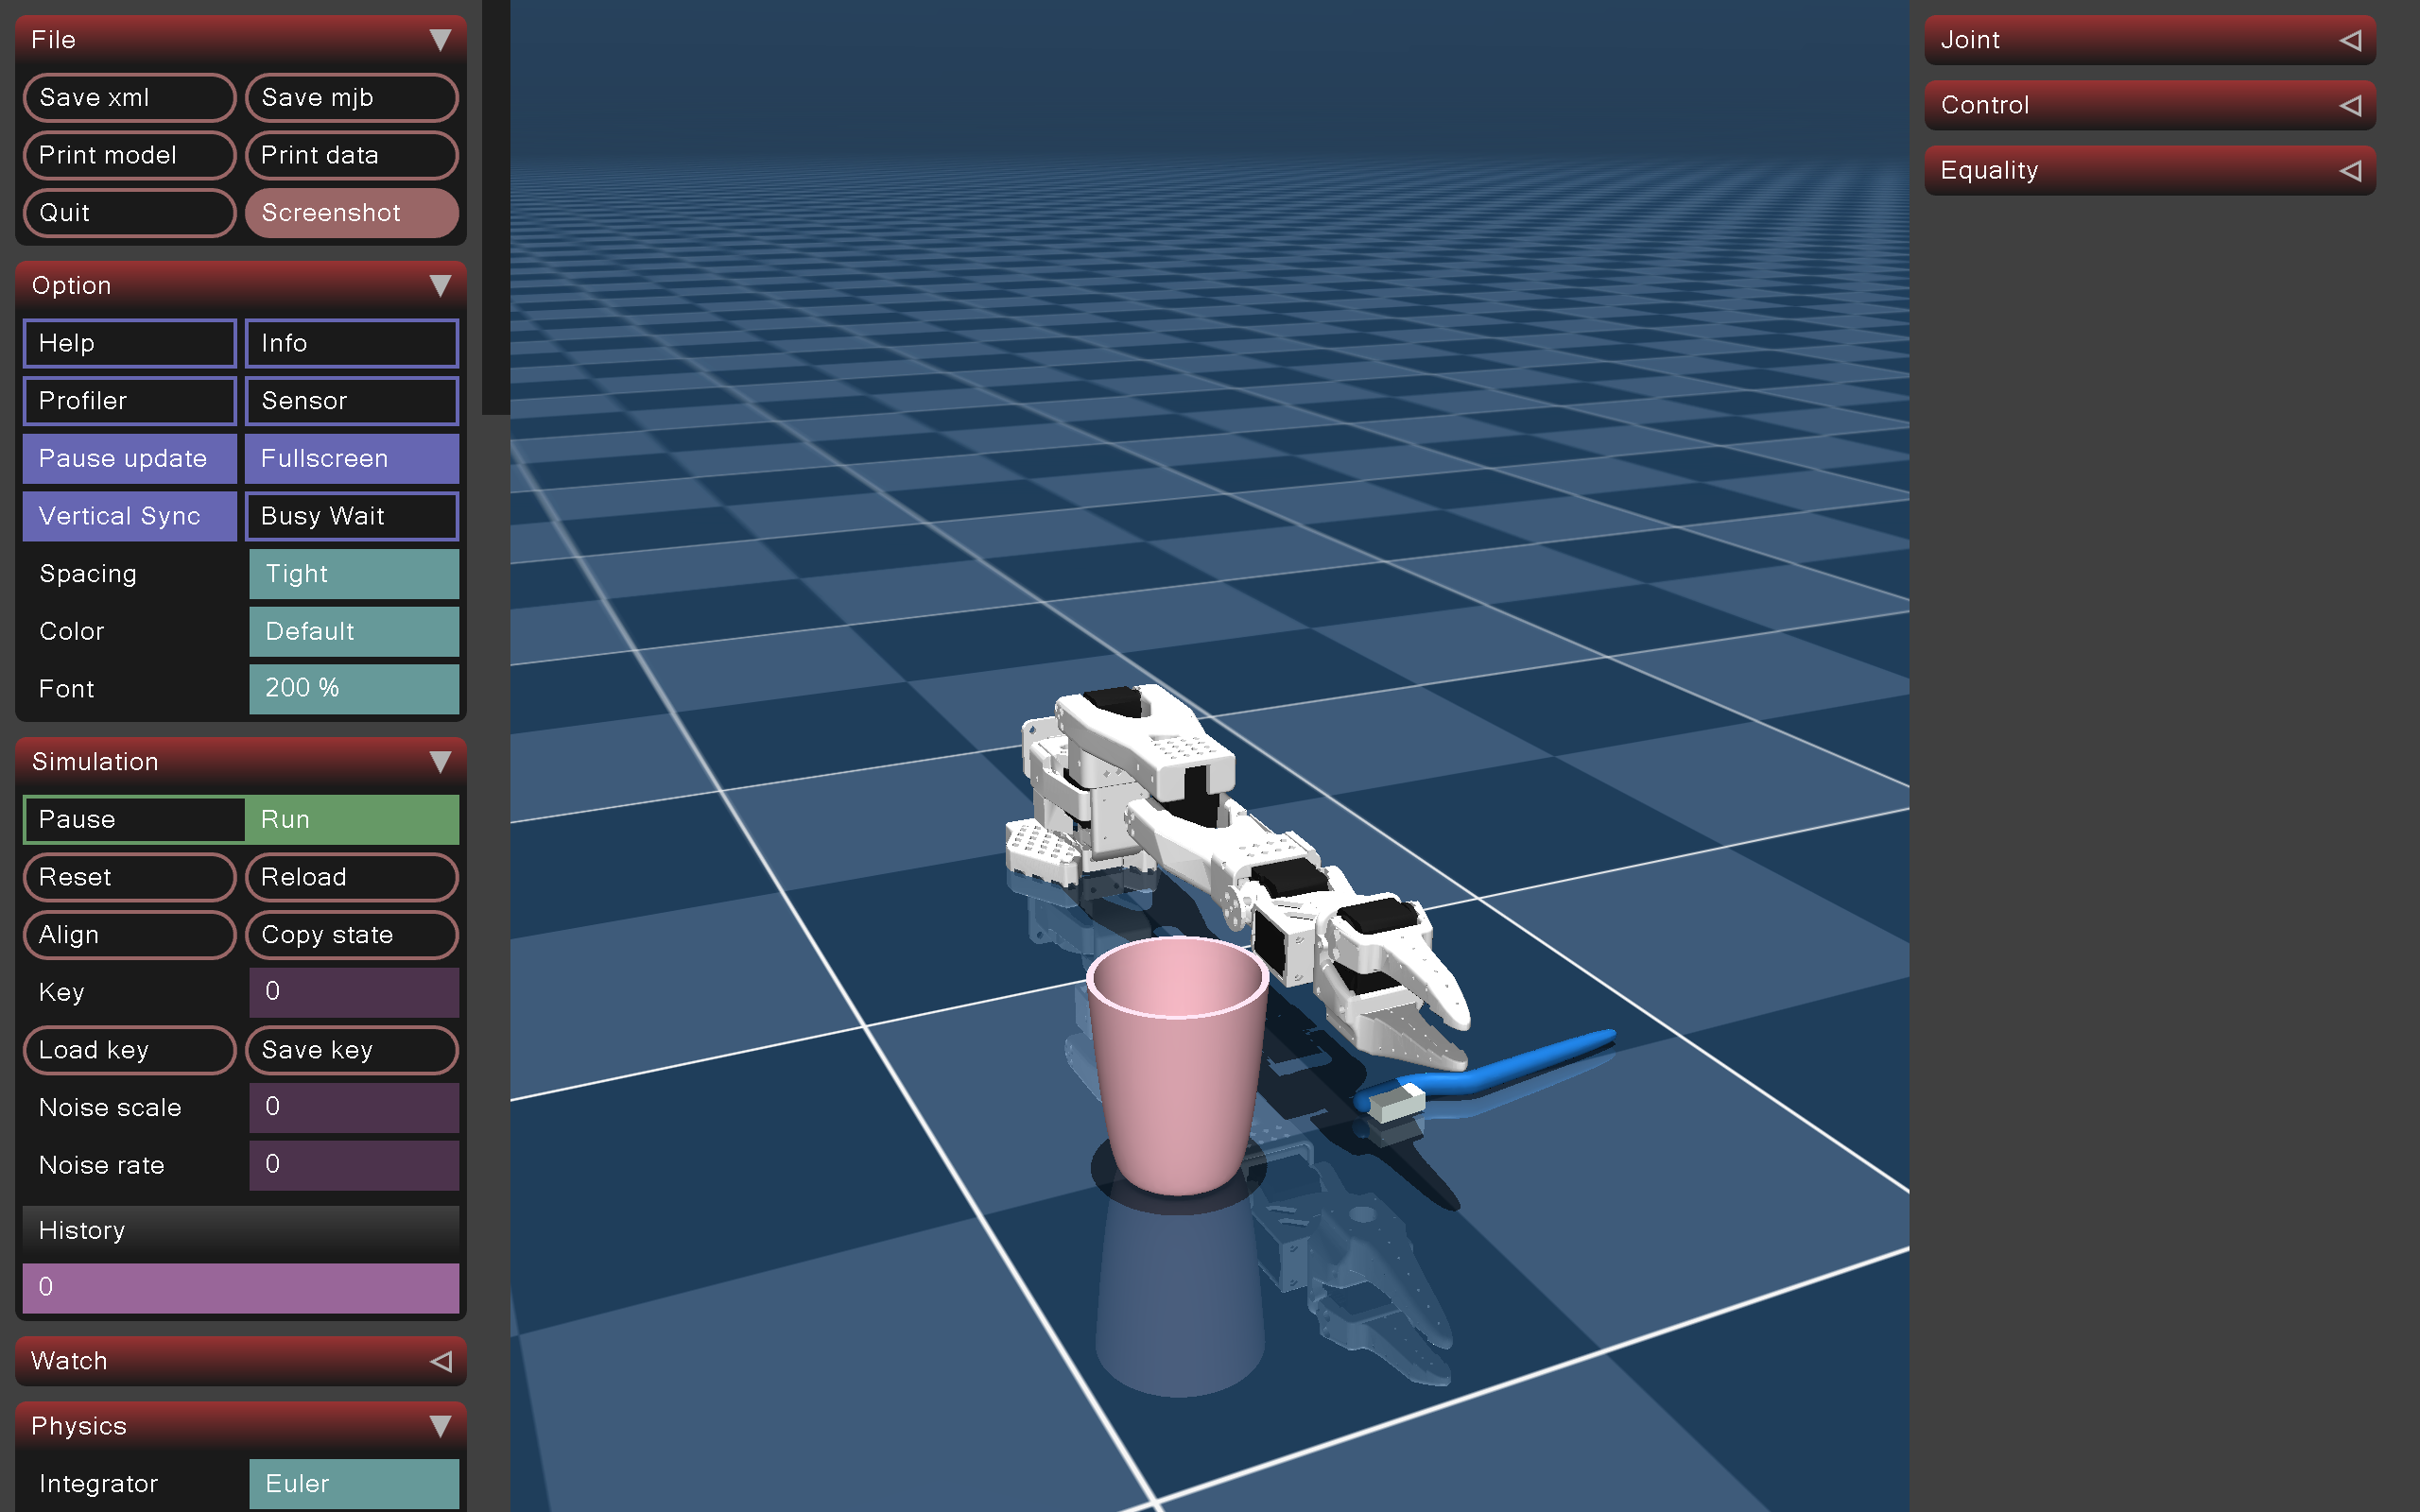 File
Save xml
Save mjb
Print model
Print data
Quit
Screenshot
Option
Help
Info
Profiler
Sensor
Pause update
Fullscreen
Vertical Sync
Busy Wait
Spacing
Tight
Color
Default
Font
200 %
Simulation
Pause
Run
Reset
Reload
Align
Copy state
Key
0
Load key
Save key
Noise scale
0
Noise rate
0
History
0
Watch
Physics
Integrator
Euler
Joint
Control
Equality